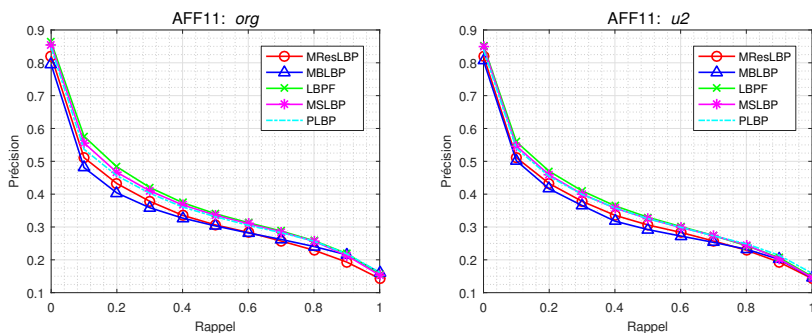 AFF11: org
0.9
0.8
0.7
0.6
0.5
0.4
0.3
0.2
0.1
Précision
0
0.2
0.4
0.6
0.8
1
Rappel
MResLBP
MBLBP
LBPF
MSLBP
PLBP
AFF11: u2
0.9
0.8
0.7
0.6
0.5
0.4
0.3
0.2
0.1
Précision
0
0.2
0.4
0.6
0.8
1
Rappel
MResLBP
MBLBP
LBPF
MSLBP
PLBP